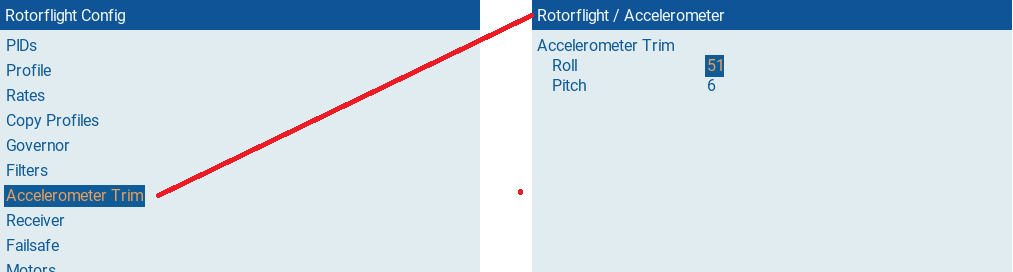 Rotorflight Config
PIDs
Profile
Rates
Copy Profiles
Governor
Filters
Accelerometer Trim
Receiver
Failsafe
Motors
Rotorflight / Accelerometer
Accelerometer Trim
Roll 51
Pitch 6